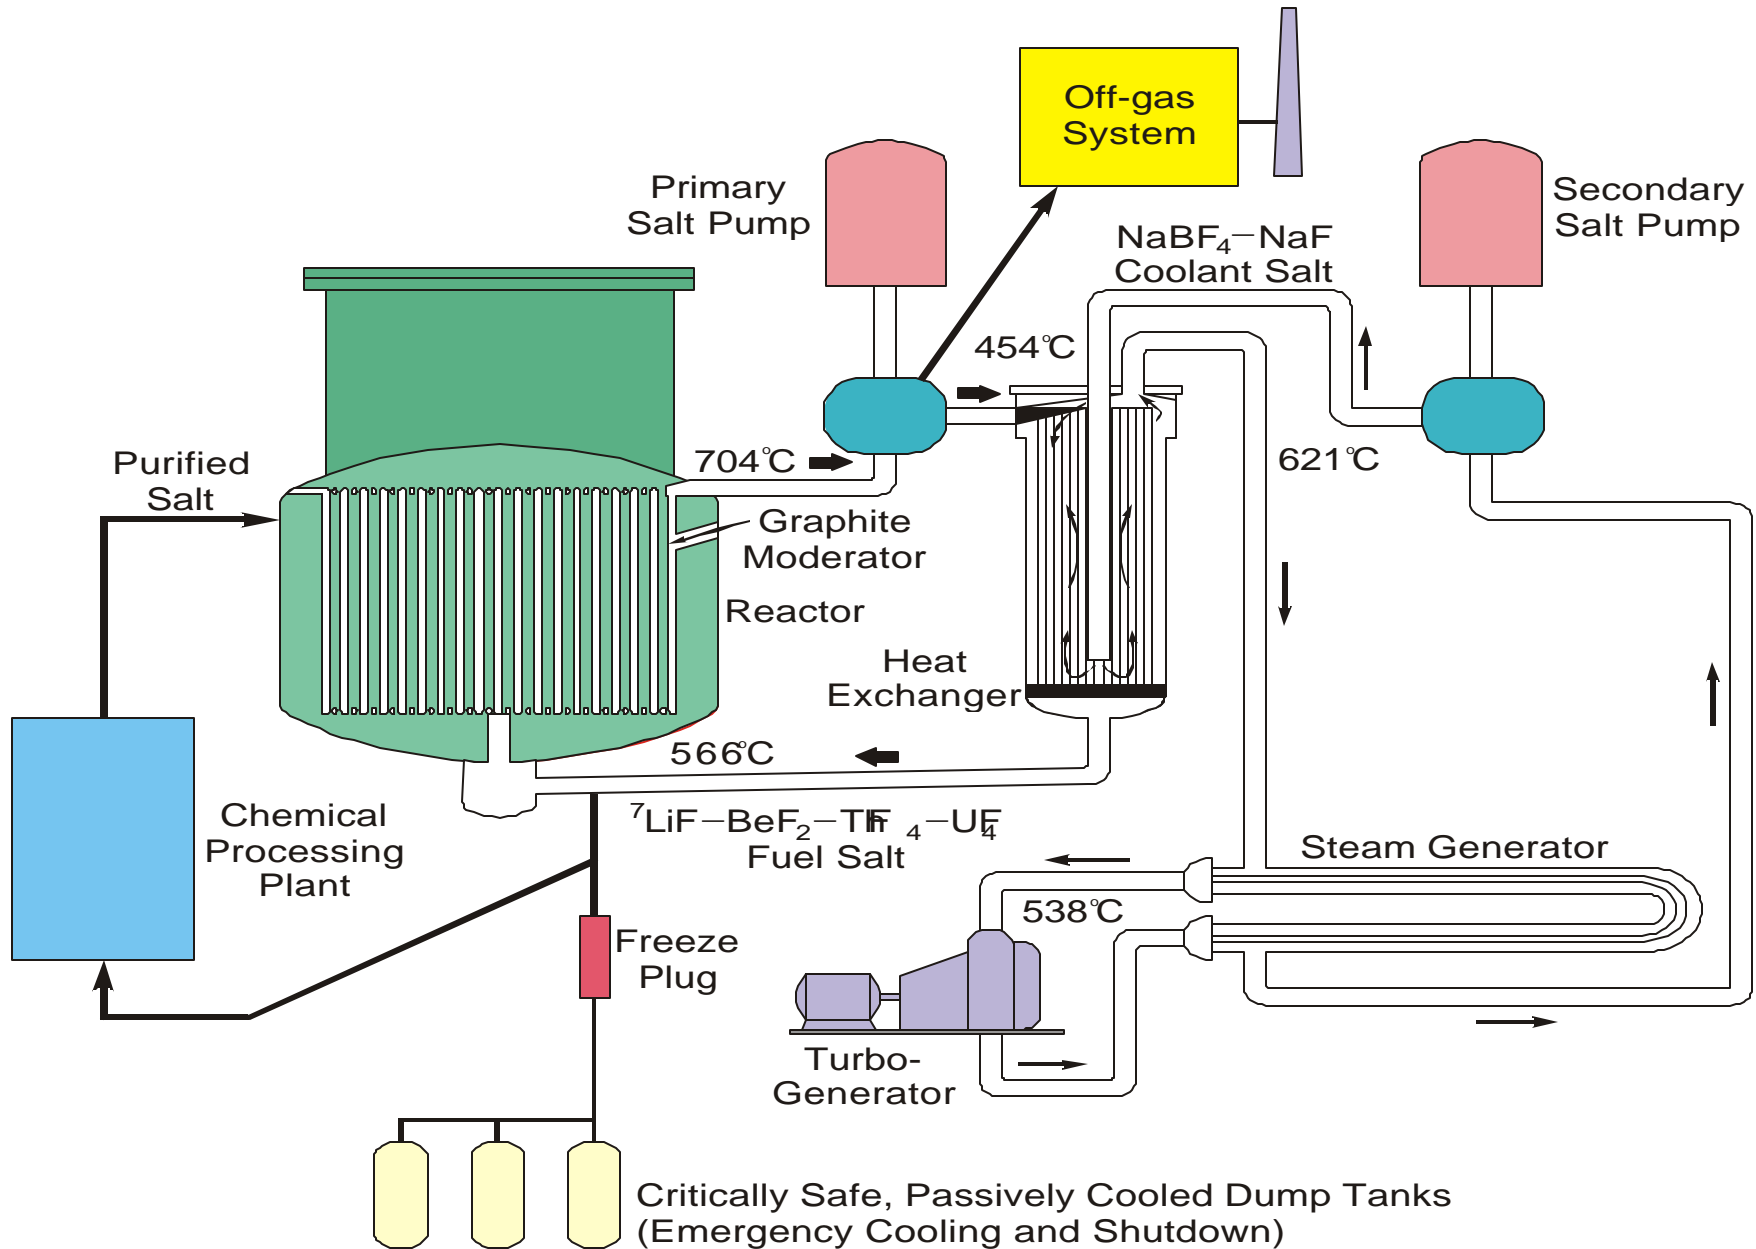 Off-gas
System
Primary
Salt Pump
Secondary
Salt Pump
NaBF₄–NaF
Coolant Salt
454°C
704°C
621°C
Purified
Salt
Graphite
Moderator
Reactor
Heat
Exchanger
566°C
⁷LiF–BeF₂–ThF₄–UF₄
Fuel Salt
Chemical
Processing
Plant
Steam Generator
538°C
Freeze
Plug
Turbo-
Generator
Critically Safe, Passively Cooled Dump Tanks
(Emergency Cooling and Shutdown)